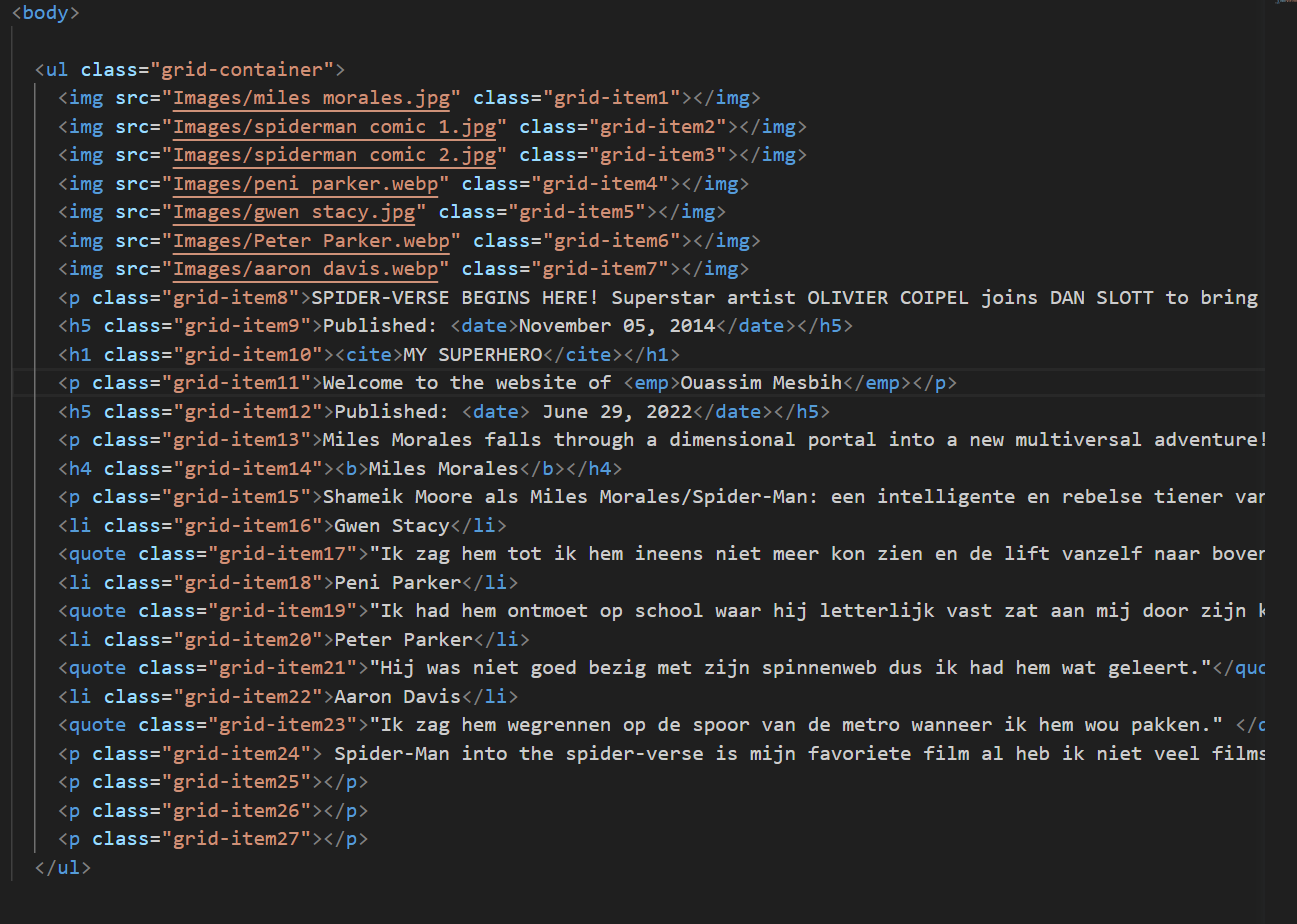 <body>
<ul class="grid-container">
<img src="Images/miles morales.jpg" class="grid-item1"></img>
<img src="Images/spiderman comic 1.jpg" class="grid-item2"></img>
<img src="Images/spiderman comic 2.jpg" class="grid-item3"></img>
<img src="Images/peni parker.webp" class="grid-item4"></img>
<img src="Images/gwen stacy.jpg" class="grid-item5"></img>
<img src="Images/Peter Parker.webp" class="grid-item6"></img>
<img src="Images/aaron davis.webp" class="grid-item7"></img>
<p class="grid-item8">SPIDER-VERSE BEGINS HERE! Superstar artist OLIVIER COIPEL joins DAN SLOTT to bring
<h5 class="grid-item9">Published: <date>November 05, 2014</date></h5>
<h1 class="grid-item10"><cite>MY SUPERHERO</cite></h1>
<p class="grid-item11">Welcome to the website of <emp>Ouassim Mesbih</emp></p>
<h5 class="grid-item12">Published: <date> June 29, 2022</date></h5>
<p class="grid-item13">Miles Morales falls through a dimensional portal into a new multiversal adventure!
<h4 class="grid-item14"><b>Miles Morales</b></h4>
<p class="grid-item15">Shameik Moore als Miles Morales/Spider-Man: een intelligente en rebelse tiener van
<li class="grid-item16">Gwen Stacy</li>
<quote class="grid-item17">"Ik zag hem tot ik hem ineens niet meer kon zien en de lift vanzelf naar boven
<li class="grid-item18">Peni Parker</li>
<quote class="grid-item19">"Ik had hem ontmoet op school waar hij letterlijk vast zat aan mij door zijn k
<li class="grid-item20">Peter Parker</li>
<quote class="grid-item21">"Hij was niet goed bezig met zijn spinnenweb dus ik had hem wat geleert."</quo
<li class="grid-item22">Aaron Davis</li>
<quote class="grid-item23">"Ik zag hem wegrennen op de spoor van de metro wanneer ik hem wou pakken." </q
<p class="grid-item24"> Spider-Man into the spider-verse is mijn favoriete film al heb ik niet veel films
<p class="grid-item25"></p>
<p class="grid-item26"></p>
<p class="grid-item27"></p>
</ul>